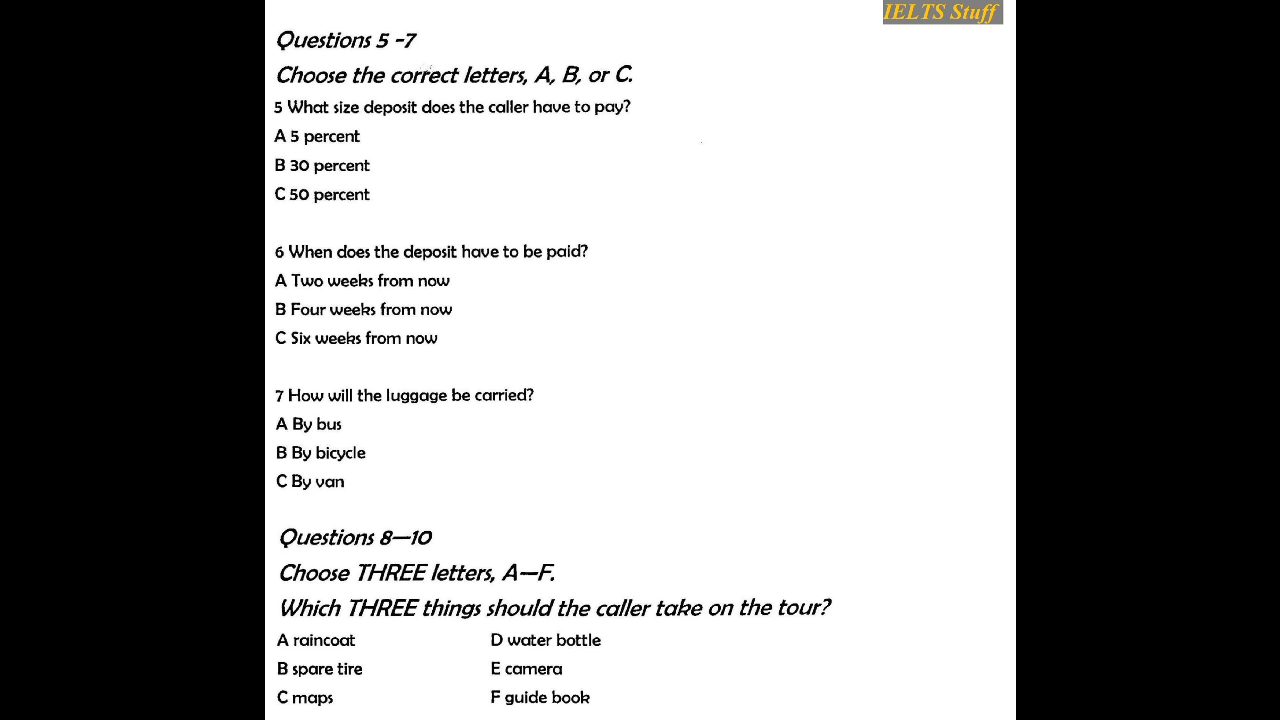 IELTS Stuff
Questions 5 -7
Choose the correct letters, A, B, or C.
5 What size deposit does the caller have to pay?
A 5 percent
B 30 percent
C 50 percent
6 When does the deposit have to be paid?
A Two weeks from now
B Four weeks from now
C Six weeks from now
7 How will the luggage be carried?
A By bus
B By bicycle
C By van
Questions 8—10
Choose THREE letters, A—F.
Which THREE things should the caller take on the tour?
A raincoat D water bottle
B spare tire E camera
C maps F guide book